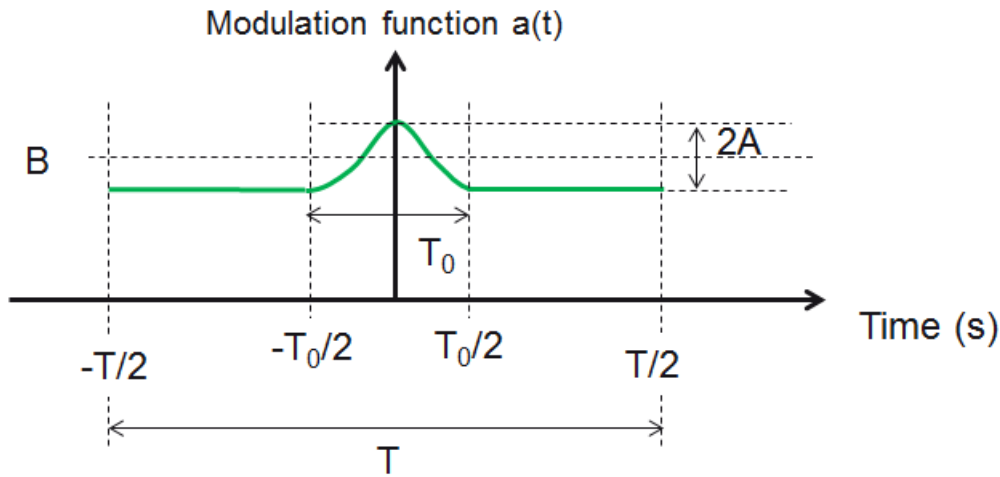 Modulation function a(t)
B
2A
T₀
Time (s)
-T/2
-T₀/2
T₀/2
T/2
T